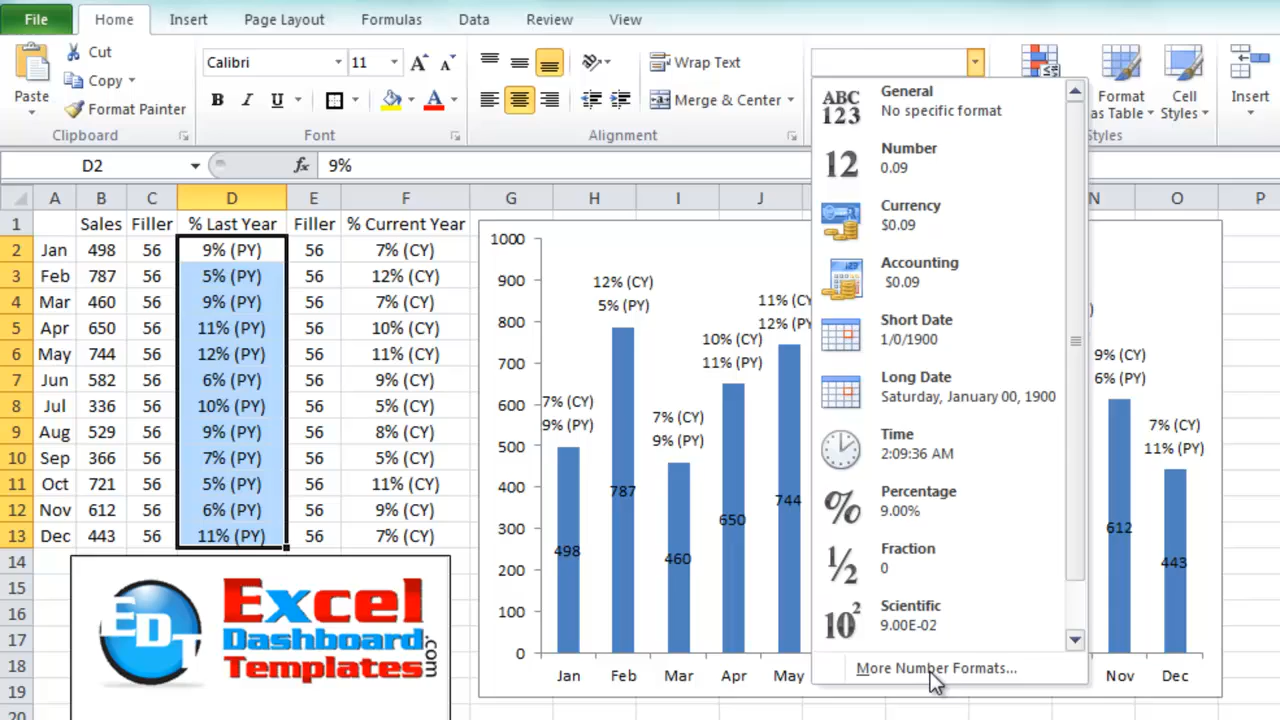 File Home Insert Page Layout Formulas Data Review View
Cut
Copy
Format Painter
Paste
Clipboard
Calibri 11
B I U
Font
Wrap Text
Merge & Center
Alignment
Format as Table
Cell Styles
Insert
Styles
D2 fx 9%
A B C D E F G H I J N O P
1 Sales Filler % Last Year Filler % Current Year
2 Jan 498 56 9% (PY) 56 7% (CY)
3 Feb 787 56 5% (PY) 56 12% (CY)
4 Mar 460 56 9% (PY) 56 7% (CY)
5 Apr 650 56 11% (PY) 56 10% (CY)
6 May 744 56 12% (PY) 56 11% (CY)
7 Jun 582 56 6% (PY) 56 9% (CY)
8 Jul 336 56 10% (PY) 56 5% (CY)
9 Aug 529 56 9% (PY) 56 8% (CY)
10 Sep 366 56 7% (PY) 56 5% (CY)
11 Oct 721 56 5% (PY) 56 11% (CY)
12 Nov 612 56 6% (PY) 56 9% (CY)
13 Dec 443 56 11% (PY) 56 7% (CY)
14
15
16
17
18
19
20
EDT
Excel
Dashboard
Templates
.com
1000
900
800
700
600
500
400
300
200
100
0
7% (CY)
9% (PY)
498
12% (CY)
5% (PY)
787
7% (CY)
9% (PY)
460
10% (CY)
11% (PY)
650
11% (CY
12% (PY
744
9% (CY)
6% (PY)
612
7% (CY)
11% (PY)
443
Jan Feb Mar Apr May Nov Dec
ABC
123
General
No specific format
12
Number
0.09
Currency
$0.09
Accounting
$0.09
Short Date
1/0/1900
Long Date
Saturday, January 00, 1900
Time
2:09:36 AM
%
Percentage
9.00%
½
Fraction
0
10²
Scientific
9.00E-02
More Number Formats...